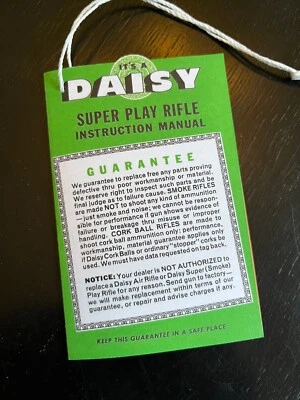 IT'S A
DAISY
SUPER PLAY RIFLE
INSTRUCTION MANUAL
GUARANTEE
We guarantee to replace free any parts proving
defective thru poor workmanship or material.
We reserve right to inspect such parts and be
final judge as to failure cause. SMOKE RIFLES
are made NOT to shoot any kind of ammunition
—just smoke and noise; we cannot be respon-
sible for performance if gun shows evidence of
failure or breakage thru misuse or improper
handling. CORK BALL RIFLES are made to
shoot cork ball ammunition only; performance,
workmanship, material guarantee applies only
if Daisy Cork Balls or ordinary "stopper" corks be
used. We must have data requested on tag back.
NOTICE: Your dealer is NOT AUTHORIZED to
replace a Daisy Air Rifle or Daisy Super (Smoke)
Play Rifle for any reason. Send gun to factory—
we will make replacement within terms of our
guarantee, or repair and advise charges if any.
KEEP THIS GUARANTEE IN A SAFE PLACE